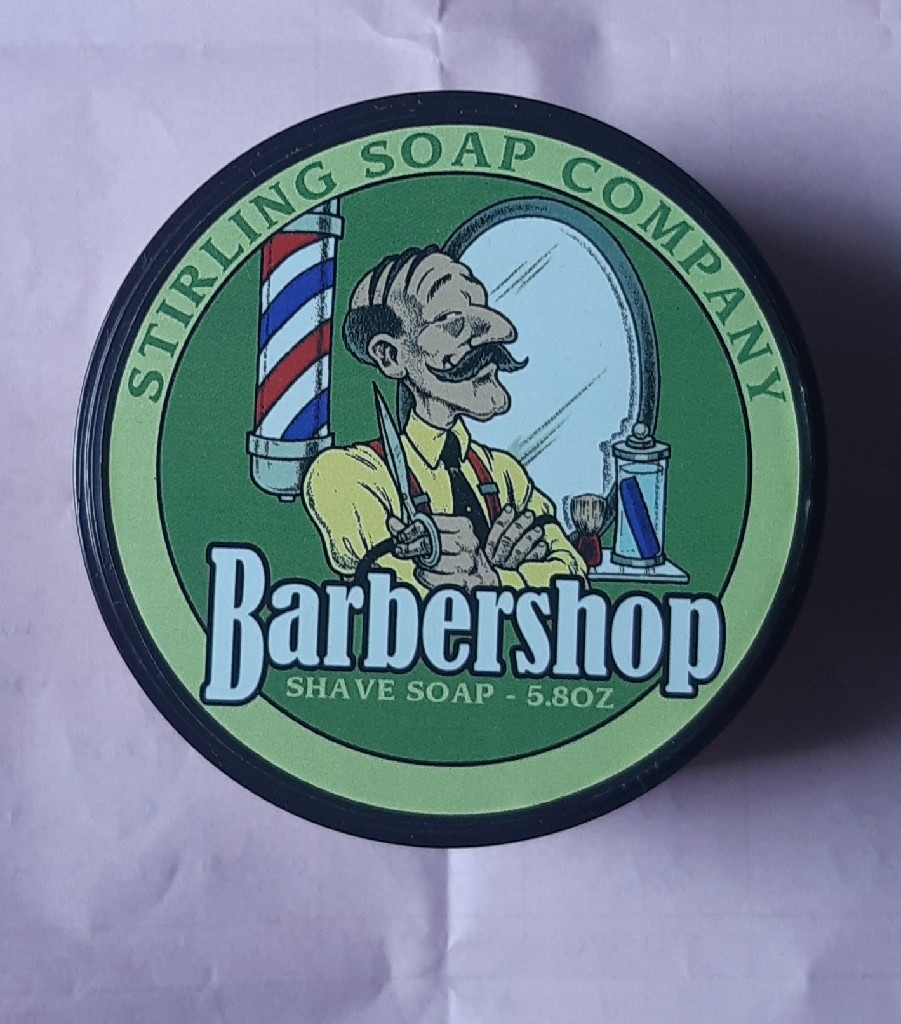 STIRLING SOAP COMPANY
Barbershop
SHAVE SOAP - 5.8OZ